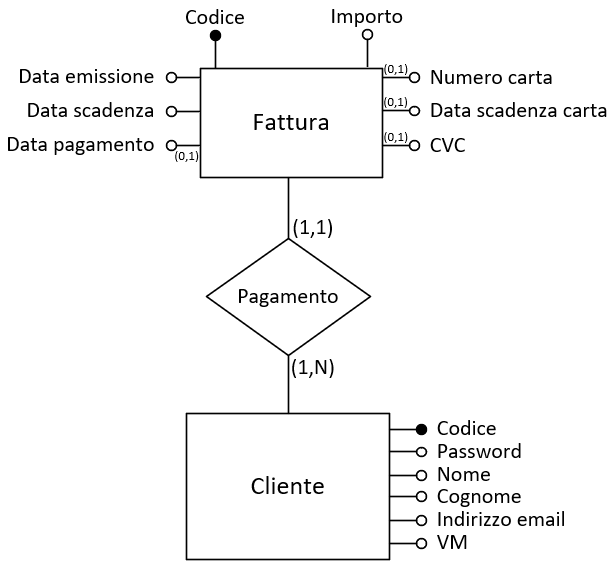 Codice
Importo
Data emissione
(0,1)
Numero carta
Data scadenza
(0,1)
Data scadenza carta
Fattura
Data pagamento
(0,1)
(0,1)
CVC
(1,1)
Pagamento
(1,N)
Cliente
Codice
Password
Nome
Cognome
Indirizzo email
VM